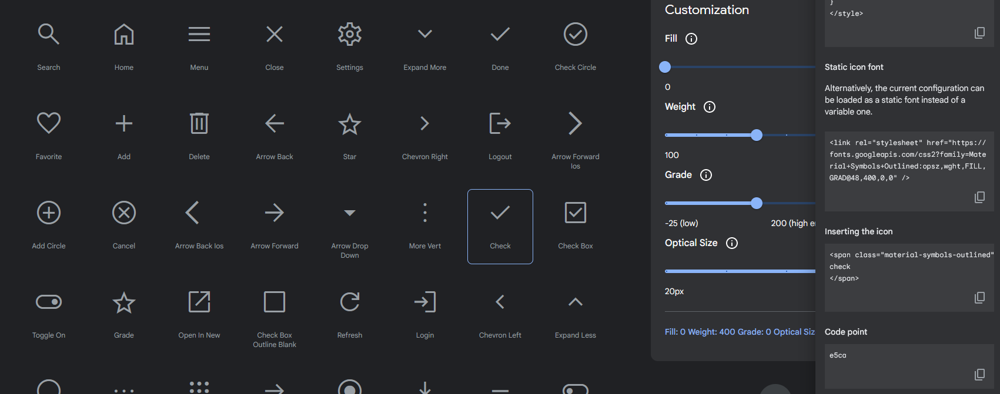 Search
Home
Menu
Close
Settings
Expand More
Done
Check Circle
Favorite
Add
Delete
Arrow Back
Star
Chevron Right
Logout
Arrow Forward
Ios
Add Circle
Cancel
Arrow Back Ios
Arrow Forward
Arrow Drop
Down
More Vert
Check
Check Box
Toggle On
Grade
Open In New
Check Box
Outline Blank
Refresh
Login
Chevron Left
Expand Less
Customization
Fill
0
Weight
100
Grade
-25 (low)
200 (high e
Optical Size
20px
Fill: 0 Weight: 400 Grade: 0 Optical Siz
}
</style>
Static icon font
Alternatively, the current configuration can
be loaded as a static font instead of a
variable one.
<link rel="stylesheet" href="https://
fonts.googleapis.com/css2?family=Mate
rial+Symbols+Outlined:opsz,wght,FILL,
GRAD@48,400,0,0" />
Inserting the icon
<span class="material-symbols-outlined"
check
</span>
Code point
e5ca